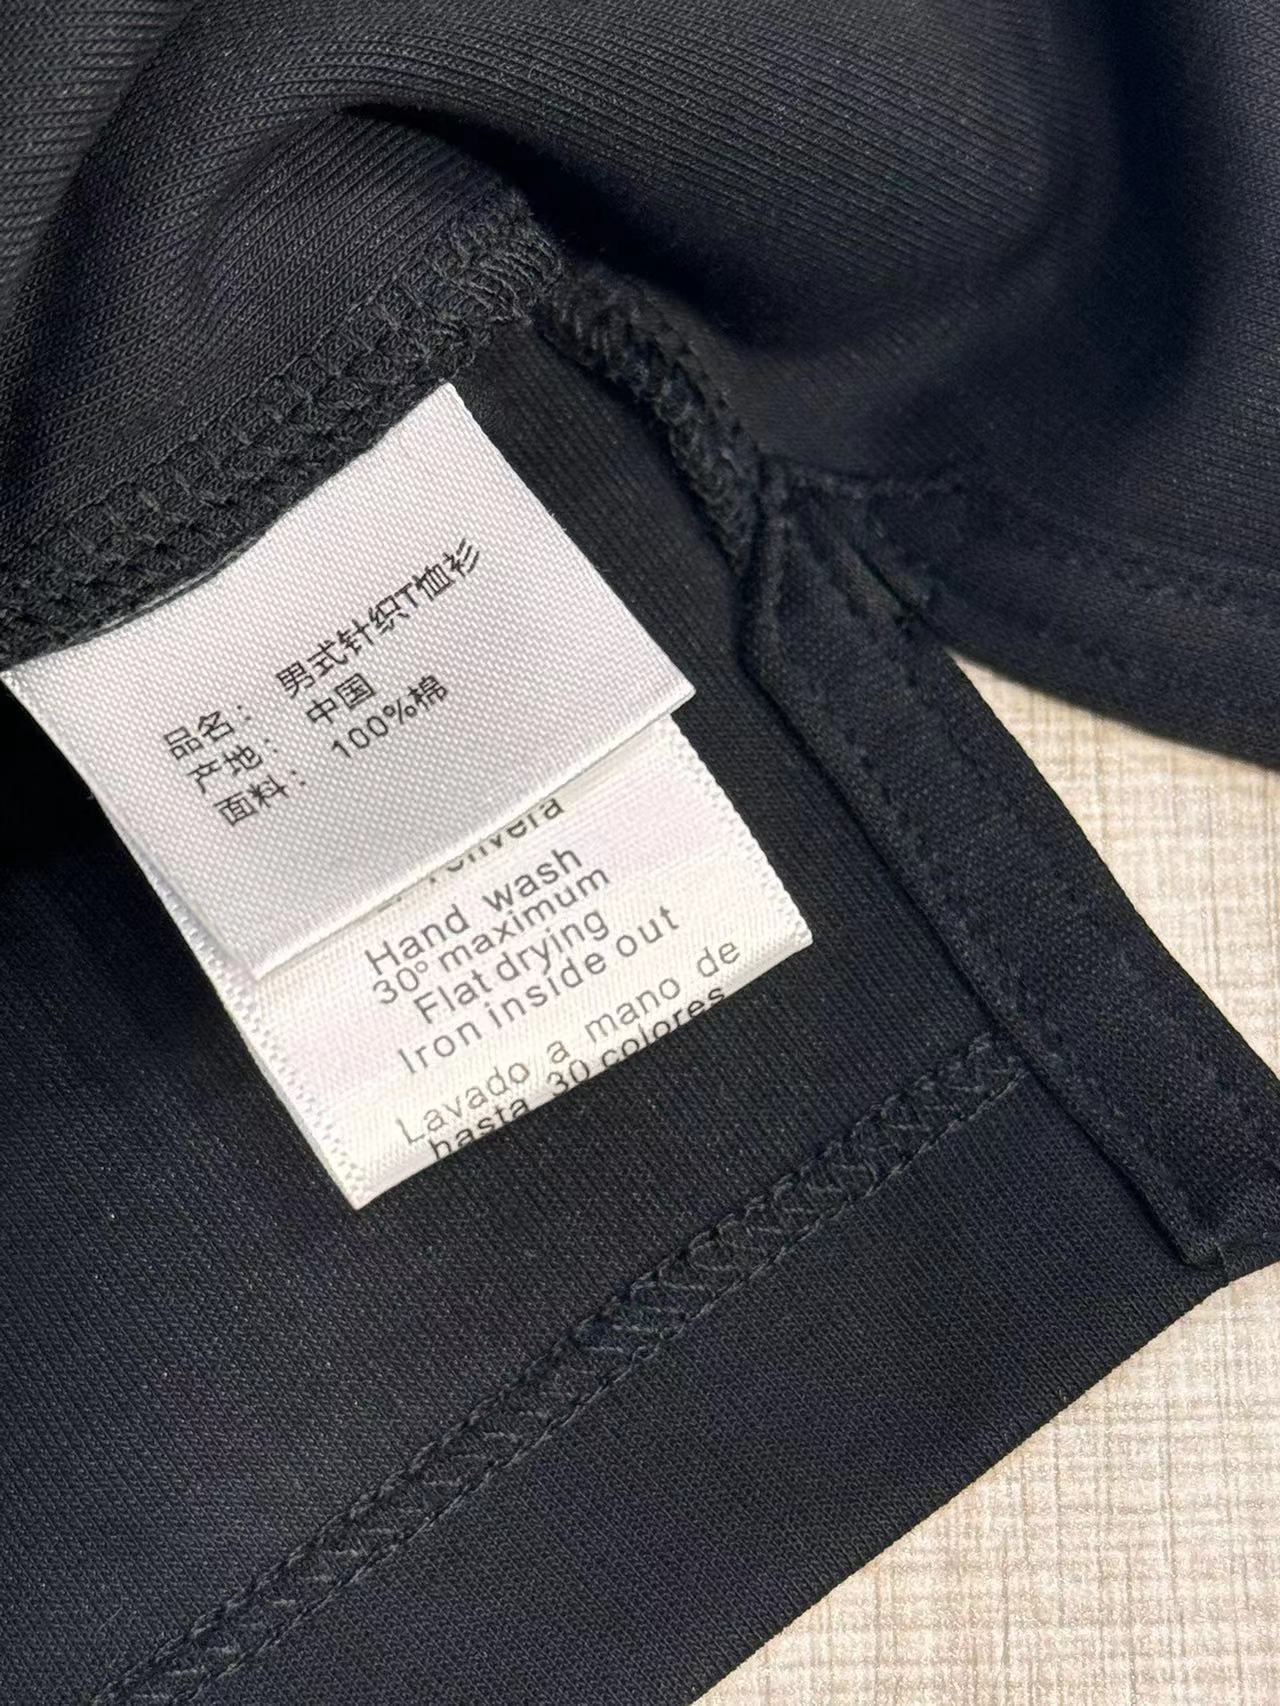 品名： 男式针织T恤衫
产地： 中国
面料： 100%棉
Hand wash
30° maximum
Flat drying
Iron inside out
Lavado a mano de
hasta 30 colores